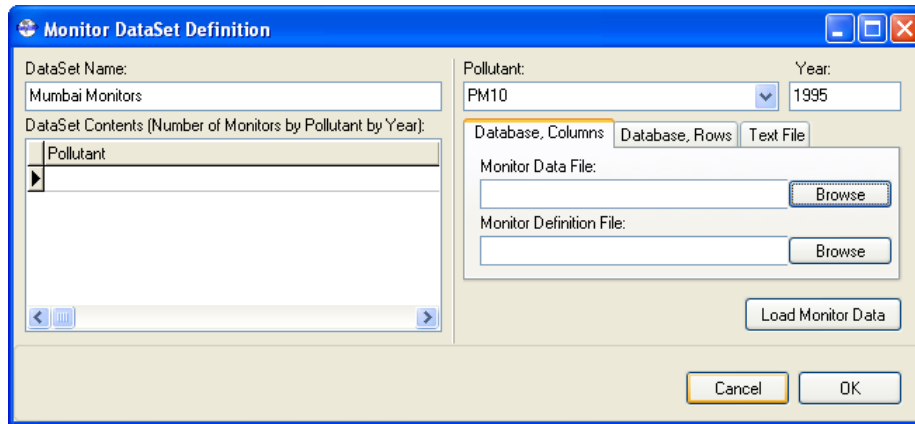 Monitor DataSet Definition
DataSet Name:
Mumbai Monitors
DataSet Contents (Number of Monitors by Pollutant by Year):
Pollutant
Pollutant:
Year:
PM10
1995
Database, Columns
Database, Rows
Text File
Monitor Data File:
Browse
Monitor Definition File:
Browse
Load Monitor Data
Cancel
OK